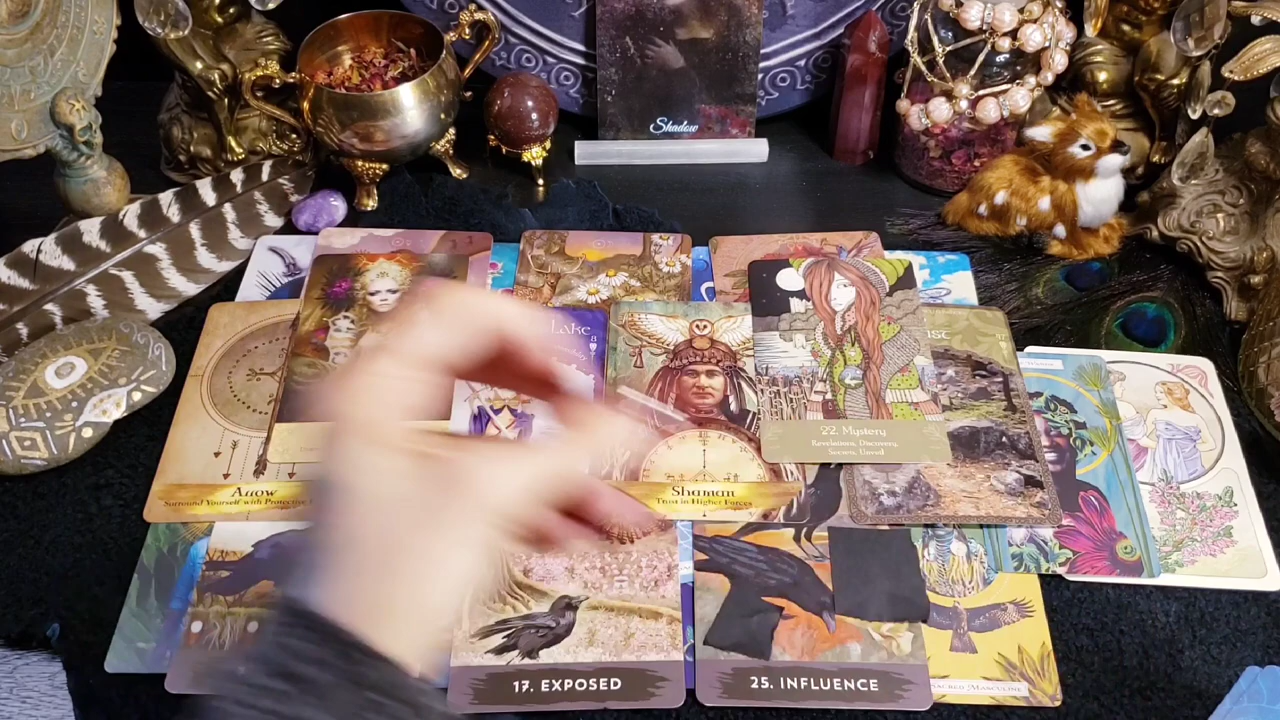 Shadow
Lake
Arrow
Surround Yourself with Protective
Shaman
Trust in Higher Forces
22. Mystery
Revelations, Discovery,
Secrets, Unveil
17. EXPOSED
25. INFLUENCE
SACRED MASCULINE